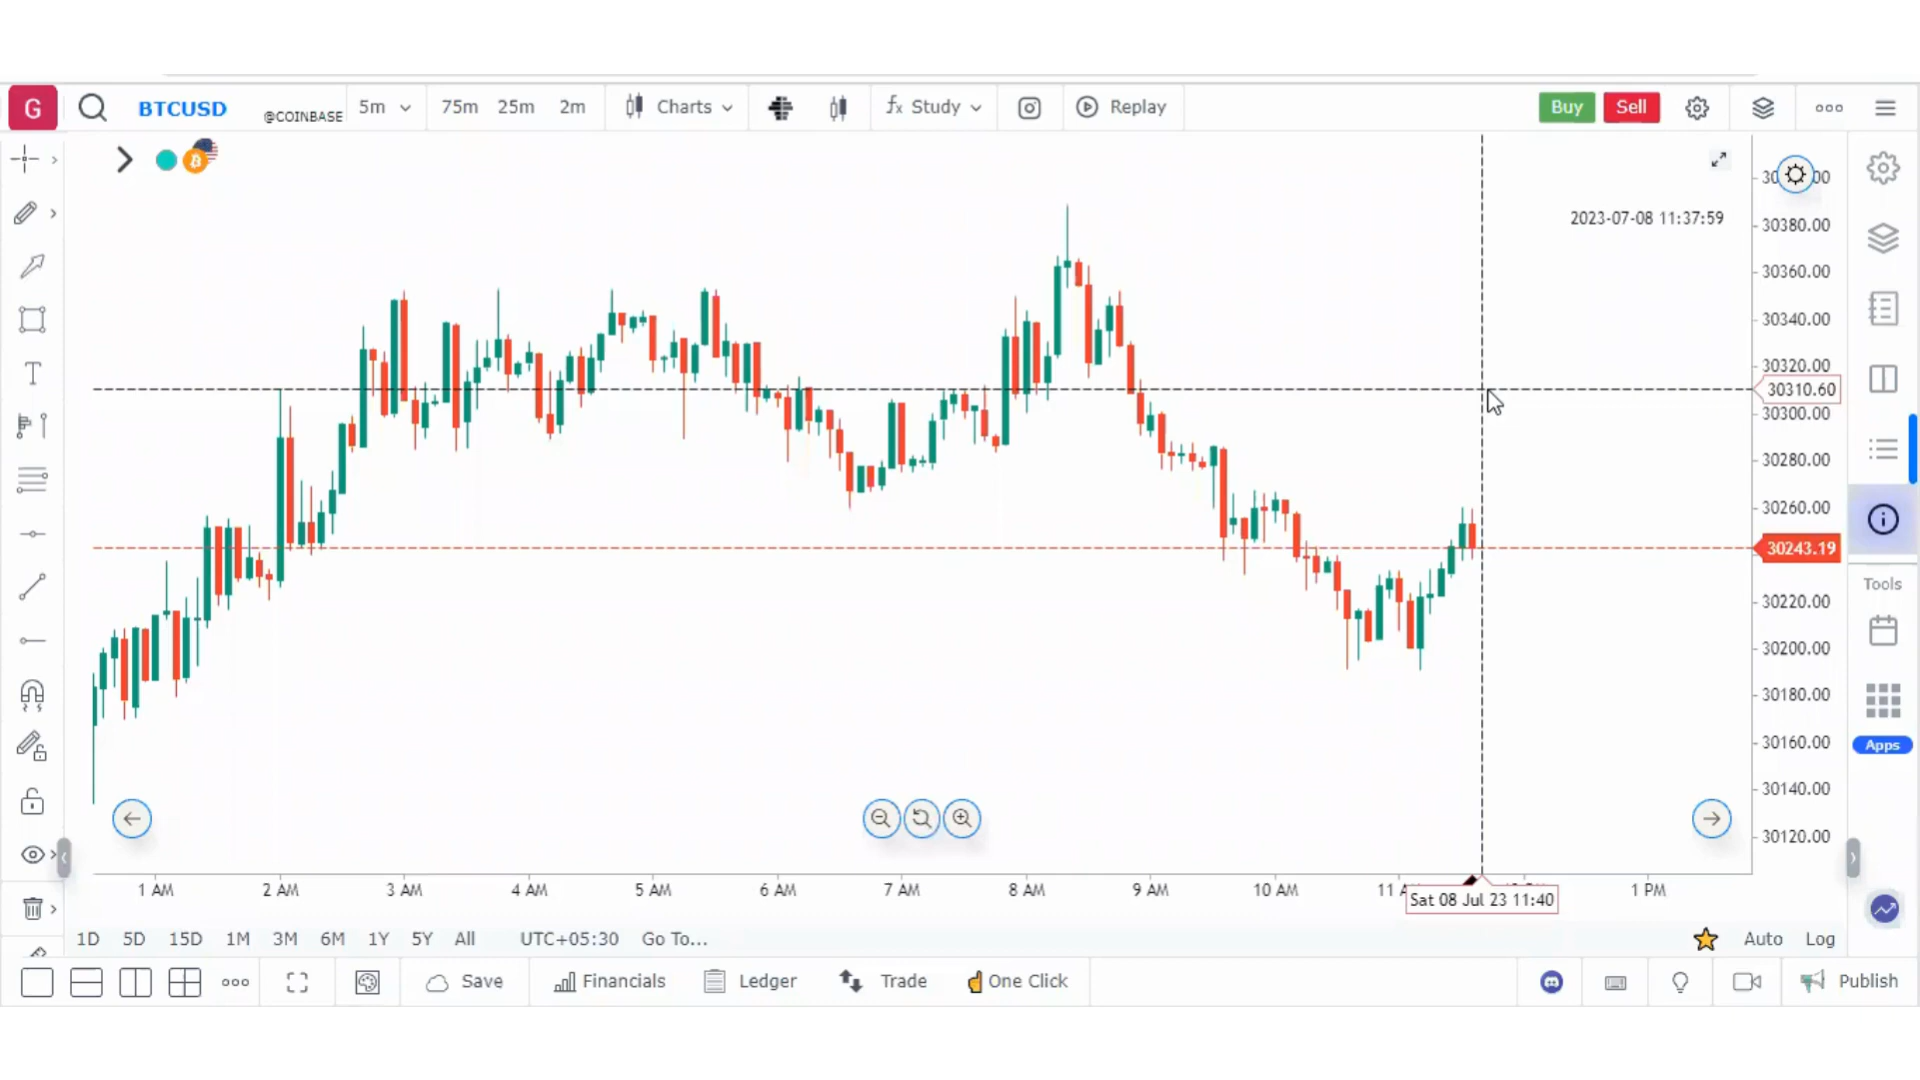 G BTCUSD @COINBASE 5m 75m 25m 2m Charts fx Study Replay Buy Sell
2023-07-08 11:37:59
30380.00
30360.00
30340.00
30320.00
30310.60
30300.00
30280.00
30260.00
30243.19
30220.00
30200.00
30180.00
30160.00
30140.00
30120.00
T
Tools
Apps
1 AM 2 AM 3 AM 4 AM 5 AM 6 AM 7 AM 8 AM 9 AM 10 AM 1 PM
Sat 08 Jul 23 11:40
1D 5D 15D 1M 3M 6M 1Y 5Y All UTC+05:30 Go To... Auto Log
Save Financials Ledger Trade One Click Publish